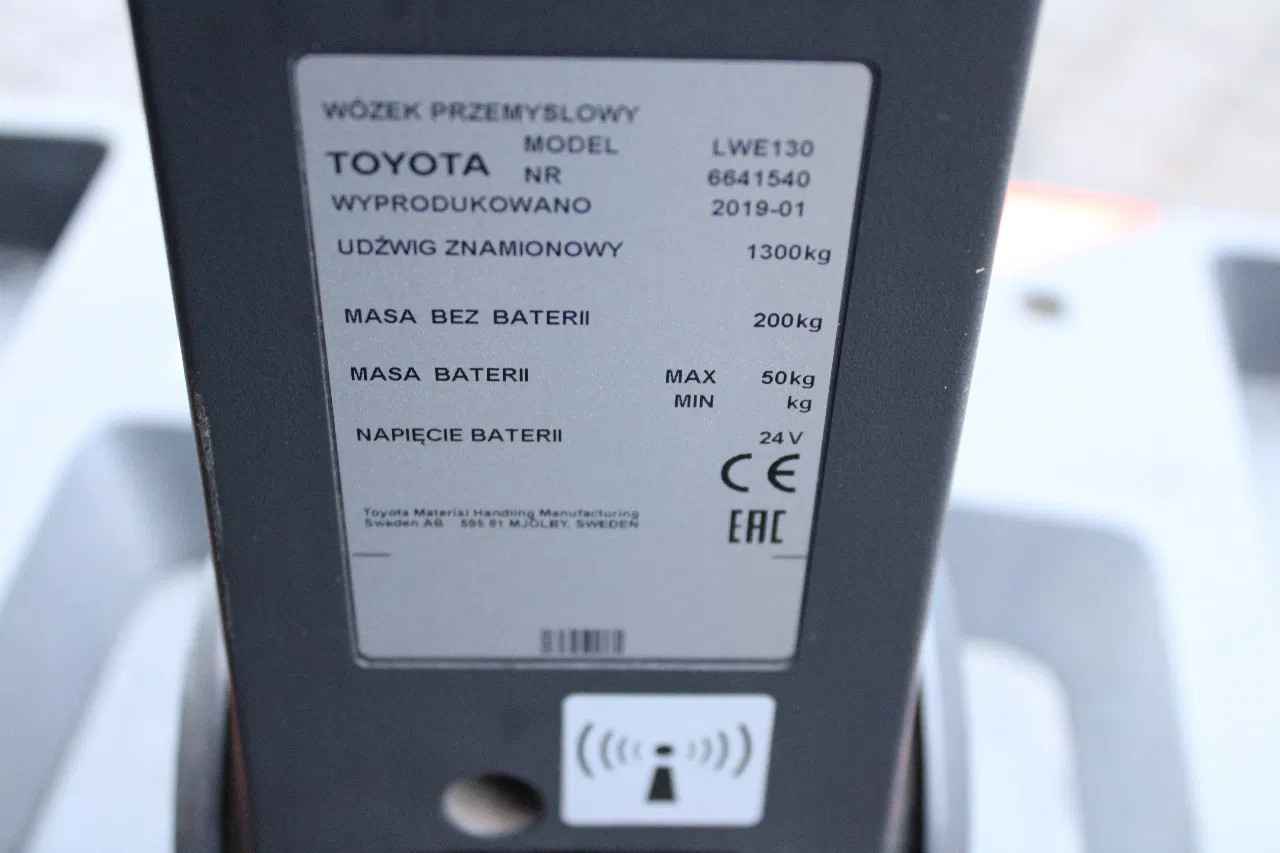 WÓZEK PRZEMYSLOWY
MODEL LWE130
TOYOTA
NR 6641540
WYPRODUKOWANO 2019-01
UDŹWIG ZNAMIONOWY 1300kg
MASA BEZ BATERII 200kg
MASA BATERII MAX 50kg
MIN kg
NAPIĘCIE BATERII 24V
CE
Toyota Material Handling Manufacturing
Sweden AB 595 81 MJÖLBY, SWEDEN
EAC